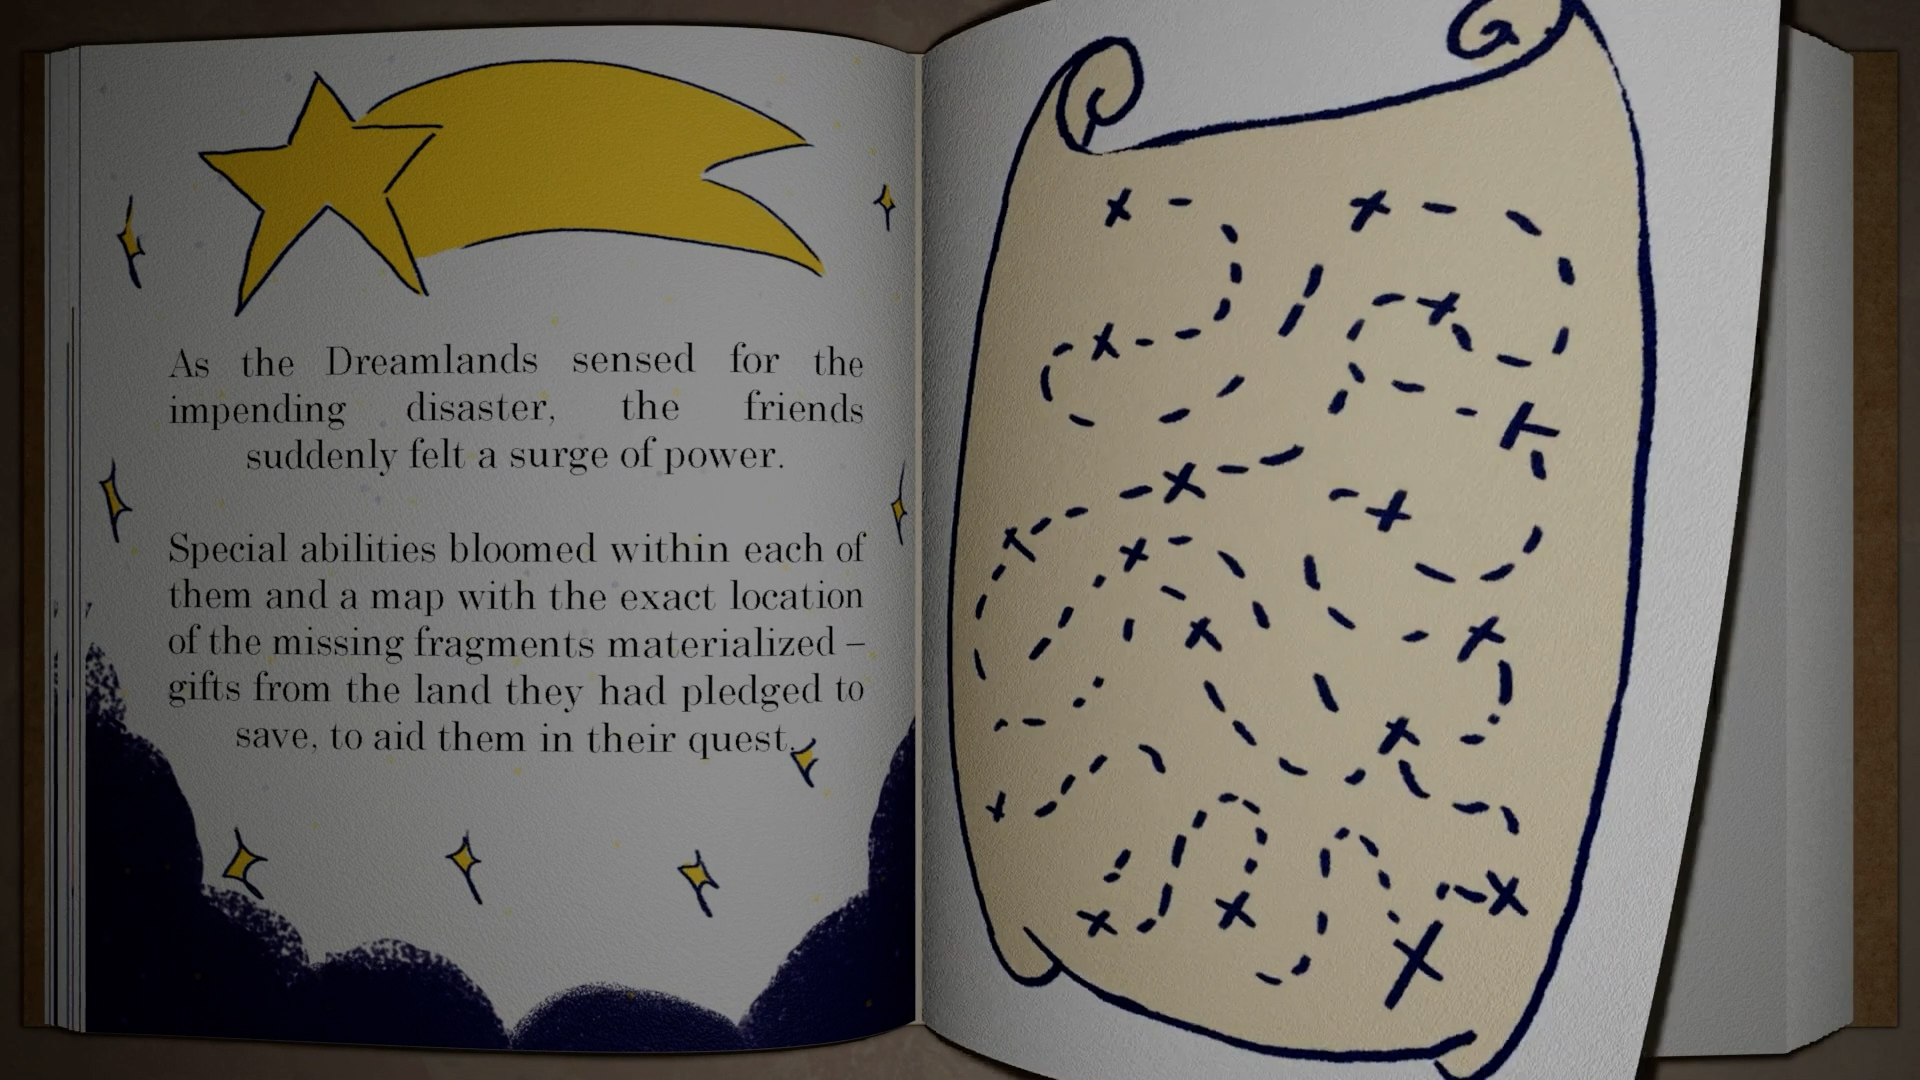 As the Dreamlands sensed for the
impending disaster, the friends
suddenly felt a surge of power.
Special abilities bloomed within each of
them and a map with the exact location
of the missing fragments materialized –
gifts from the land they had pledged to
save, to aid them in their quest.